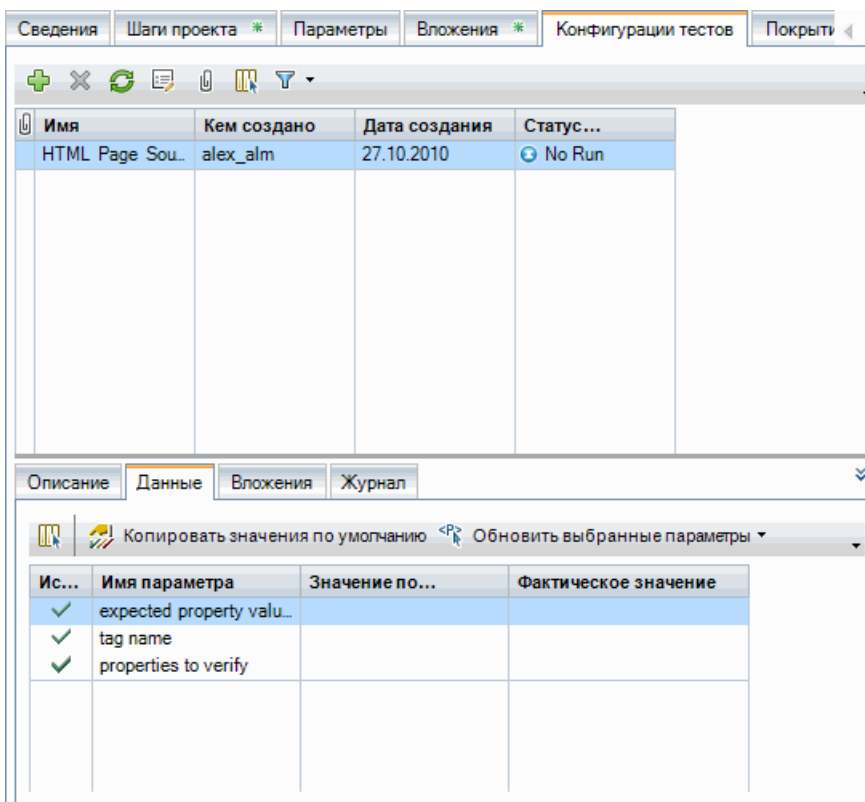 Сведения Шаги проекта * Параметры Вложения * Конфигурации тестов Покрыти
Имя Кем создано Дата создания Статус...
HTML Page Sou... alex_alm 27.10.2010 No Run
Описание Данные Вложения Журнал
Копировать значения по умолчанию <P> Обновить выбранные параметры
Ис... Имя параметра Значение по... Фактическое значение
expected property valu...
tag name
properties to verify